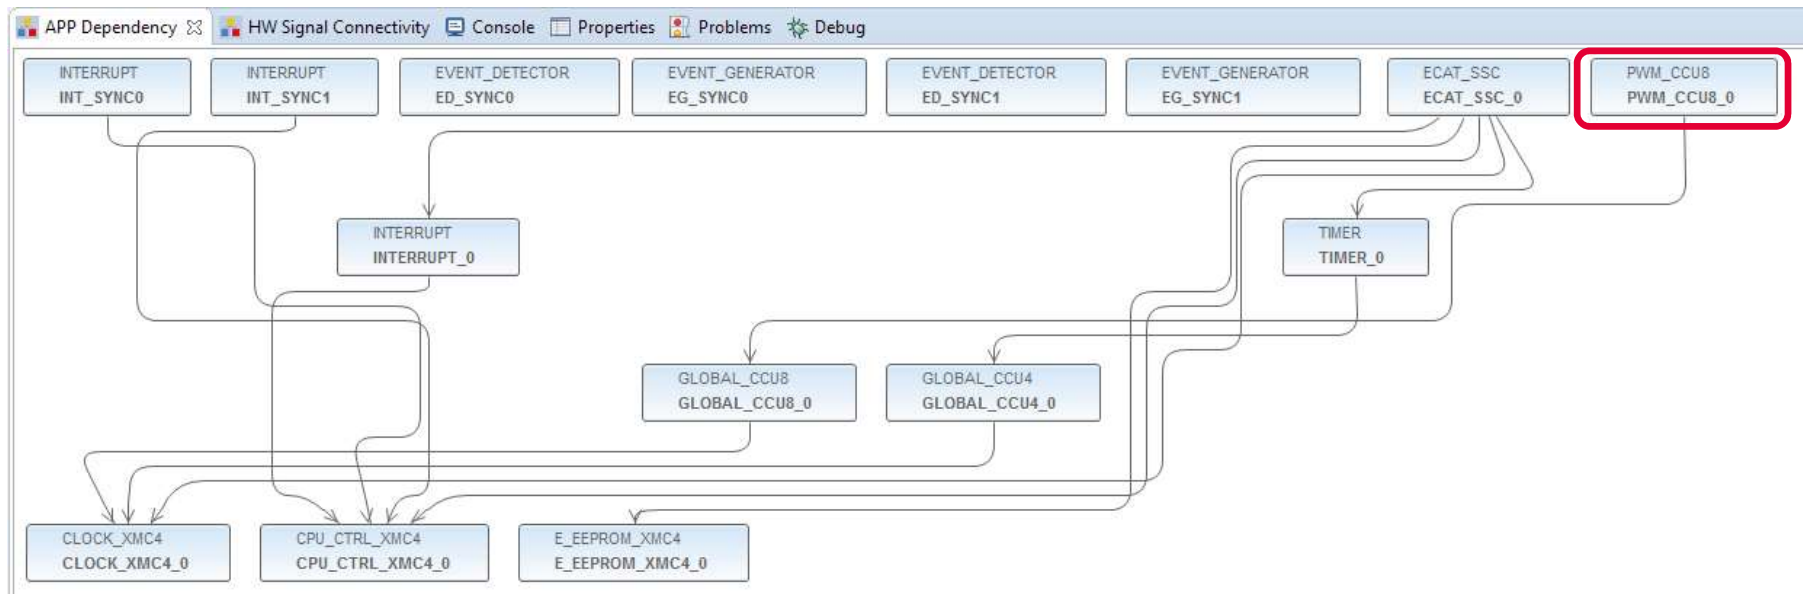 APP Dependency HW Signal Connectivity Console Properties Problems Debug
INTERRUPT
INT_SYNC0
INTERRUPT
INT_SYNC1
EVENT_DETECTOR
ED_SYNC0
EVENT_GENERATOR
EG_SYNC0
EVENT_DETECTOR
ED_SYNC1
EVENT_GENERATOR
EG_SYNC1
ECAT_SSC
ECAT_SSC_0
PWM_CCU8
PWM_CCU8_0
INTERRUPT
INTERRUPT_0
TIMER
TIMER_0
GLOBAL_CCU8
GLOBAL_CCU8_0
GLOBAL_CCU4
GLOBAL_CCU4_0
CLOCK_XMC4
CLOCK_XMC4_0
CPU_CTRL_XMC4
CPU_CTRL_XMC4_0
E_EEPROM_XMC4
E_EEPROM_XMC4_0